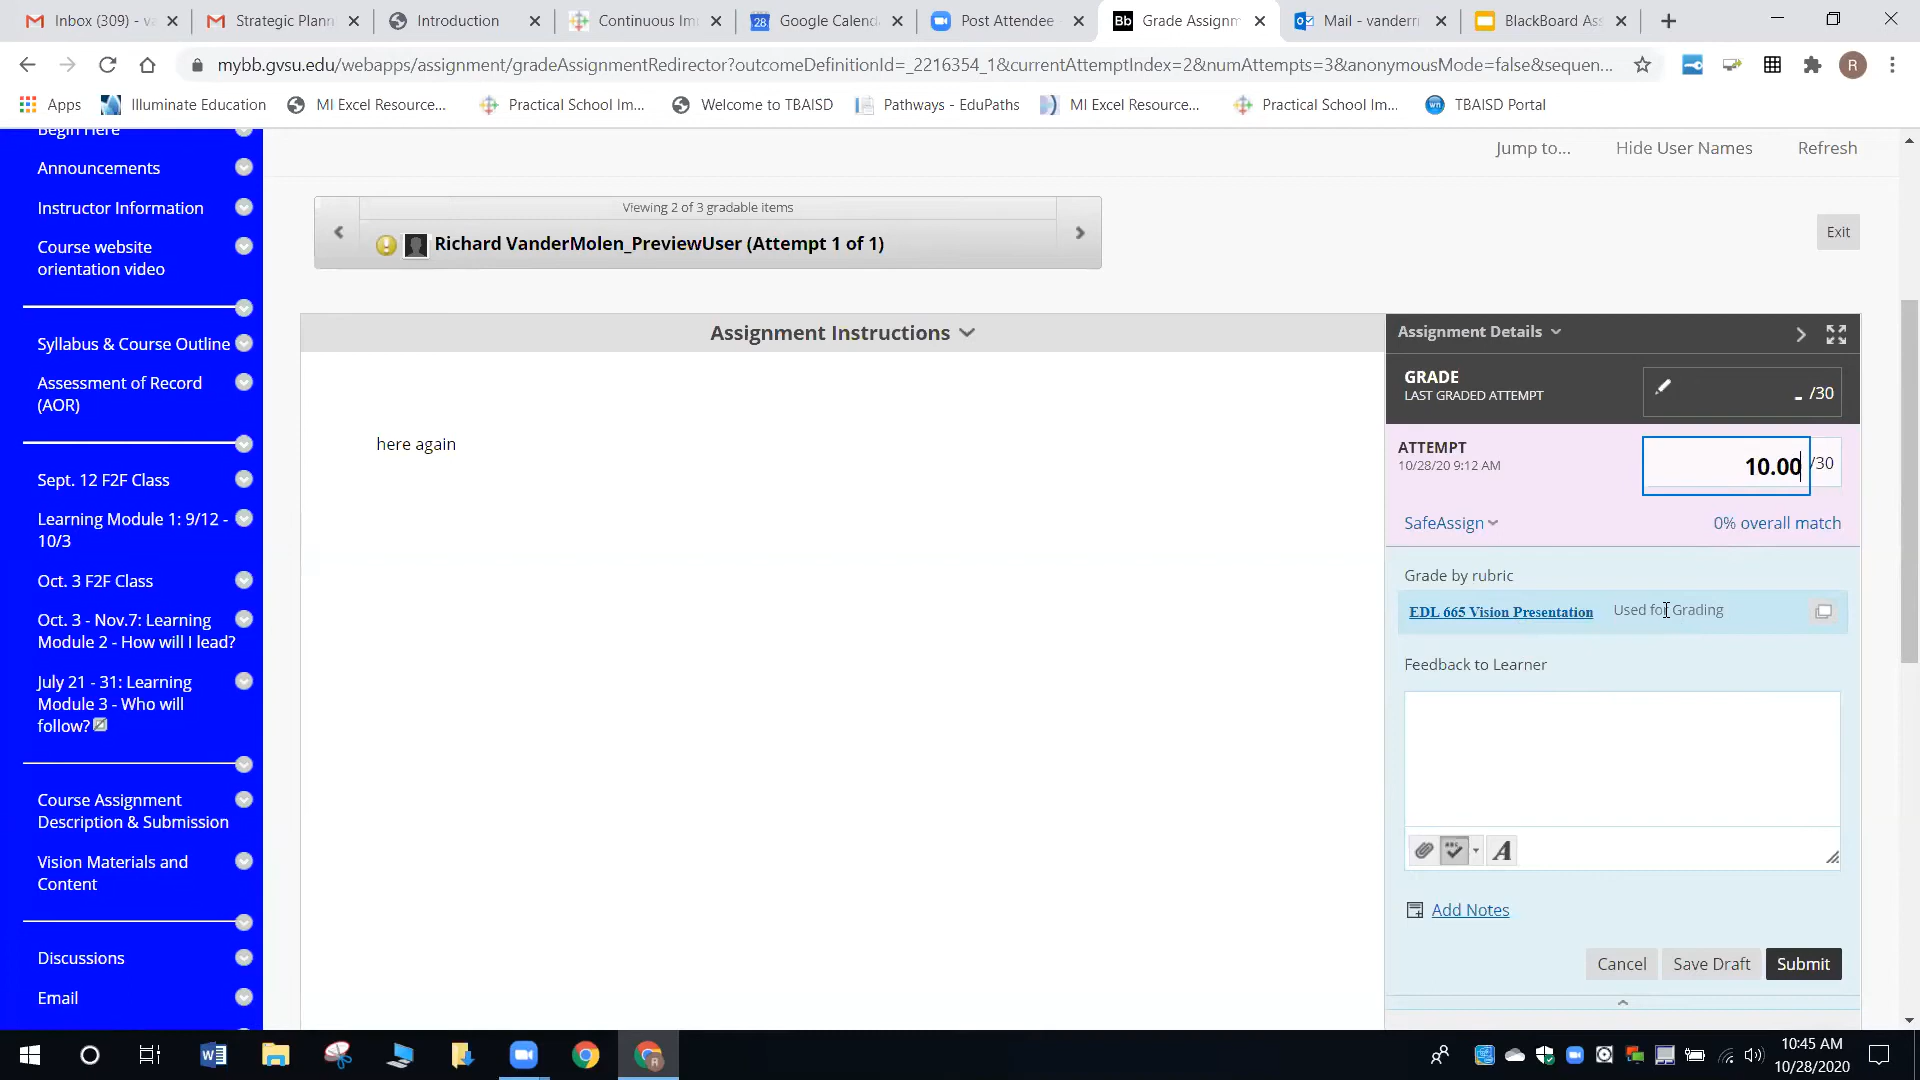 Inbox (309) - va
Strategic Plann
Introduction
Continuous Im
Google Calend
Post Attendee
Grade Assignm
Mail - vanderr
BlackBoard Ass
mybb.gvsu.edu/webapps/assignment/gradeAssignmentRedirector?outcomeDefinitionId=_2216354_1&currentAttemptIndex=2&numAttempts=3&anonymousMode=false&sequen...
R
Apps
Illuminate Education
MI Excel Resource...
Practical School Im...
Welcome to TBAISD
Pathways - EduPaths
MI Excel Resource...
Practical School Im...
TBAISD Portal
Begin Here
Announcements
Instructor Information
Course website
orientation video
Syllabus & Course Outline
Assessment of Record
(AOR)
Sept. 12 F2F Class
Learning Module 1: 9/12 -
10/3
Oct. 3 F2F Class
Oct. 3 - Nov.7: Learning
Module 2 - How will I lead?
July 21 - 31: Learning
Module 3 - Who will
follow?
Course Assignment
Description & Submission
Vision Materials and
Content
Discussions
Email
Jump to...
Hide User Names
Refresh
Viewing 2 of 3 gradable items
Richard VanderMolen_PreviewUser (Attempt 1 of 1)
Exit
Assignment Instructions
here again
Assignment Details
GRADE
LAST GRADED ATTEMPT
- /30
ATTEMPT
10/28/20 9:12 AM
10.00 /30
SafeAssign
0% overall match
Grade by rubric
EDL 665 Vision Presentation
Used for Grading
Feedback to Learner
Add Notes
Cancel
Save Draft
Submit
10:45 AM
10/28/2020